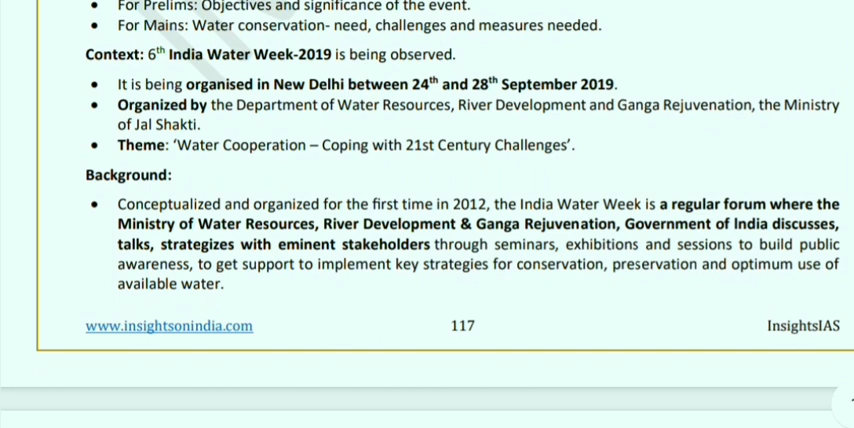 • For Prelims: Objectives and significance of the event.
• For Mains: Water conservation- need, challenges and measures needed.
Context: 6th India Water Week-2019 is being observed.
• It is being organised in New Delhi between 24th and 28th September 2019.
• Organized by the Department of Water Resources, River Development and Ganga Rejuvenation, the Ministry
of Jal Shakti.
• Theme: ‘Water Cooperation – Coping with 21st Century Challenges’.
Background:
• Conceptualized and organized for the first time in 2012, the India Water Week is a regular forum where the
Ministry of Water Resources, River Development & Ganga Rejuvenation, Government of India discusses,
talks, strategizes with eminent stakeholders through seminars, exhibitions and sessions to build public
awareness, to get support to implement key strategies for conservation, preservation and optimum use of
available water.
www.insightsonindia.com 117 InsightsIAS